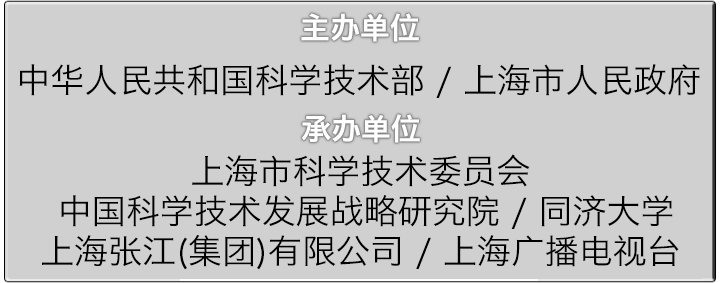 主办单位
中华人民共和国科学技术部 / 上海市人民政府
承办单位
上海市科学技术委员会
中国科学技术发展战略研究院 / 同济大学
上海张江(集团)有限公司 / 上海广播电视台